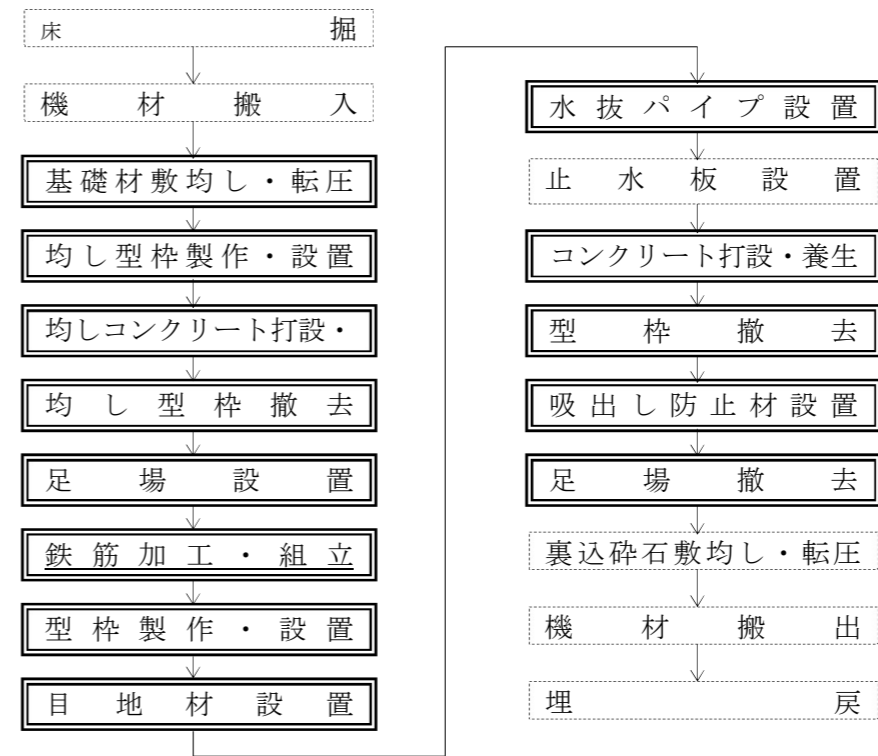 床掘
機材搬入
基礎材敷均し・転圧
均し型枠製作・設置
均しコンクリート打設・
均し型枠撤去
足場設置
鉄筋加工・組立
型枠製作・設置
目地材設置
水抜パイプ設置
止水板設置
コンクリート打設・養生
型枠撤去
吸出し防止材設置
足場撤去
裏込砕石敷均し・転圧
機材搬出
埋戻